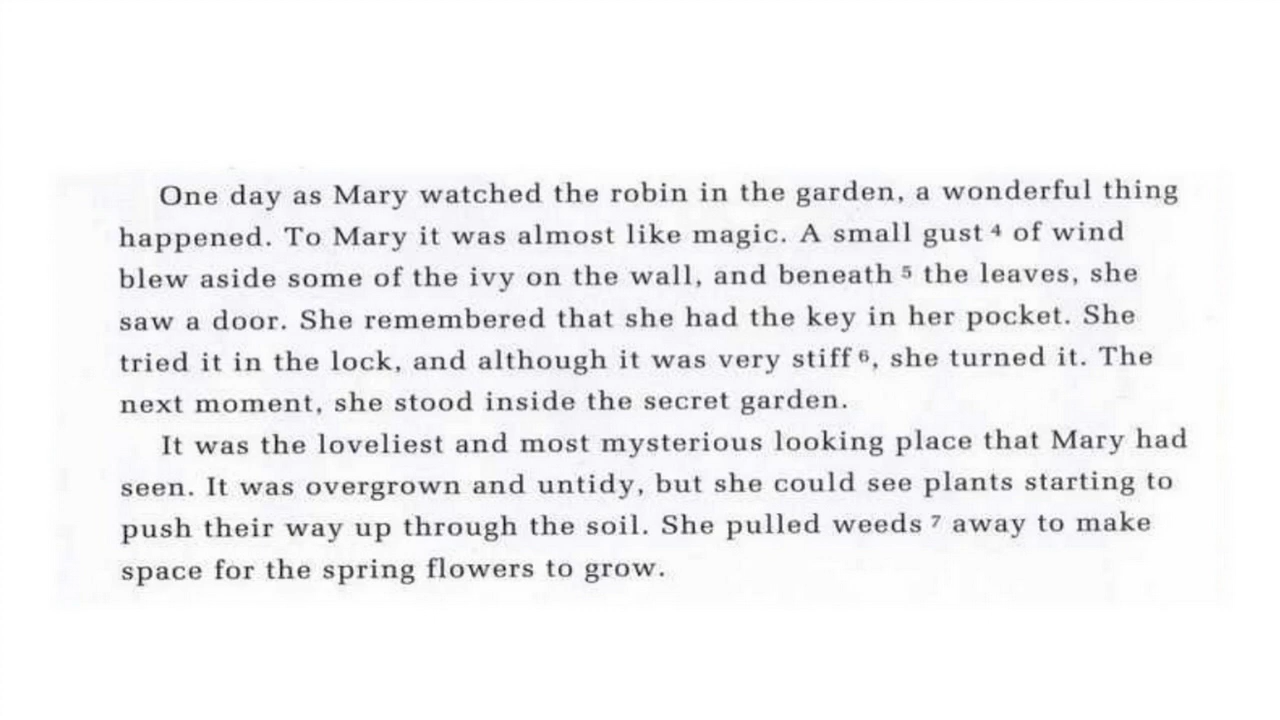 One day as Mary watched the robin in the garden, a wonderful thing
happened. To Mary it was almost like magic. A small gust ⁴ of wind
blew aside some of the ivy on the wall, and beneath ⁵ the leaves, she
saw a door. She remembered that she had the key in her pocket. She
tried it in the lock, and although it was very stiff ⁶, she turned it. The
next moment, she stood inside the secret garden.
It was the loveliest and most mysterious looking place that Mary had
seen. It was overgrown and untidy, but she could see plants starting to
push their way up through the soil. She pulled weeds ⁷ away to make
space for the spring flowers to grow.